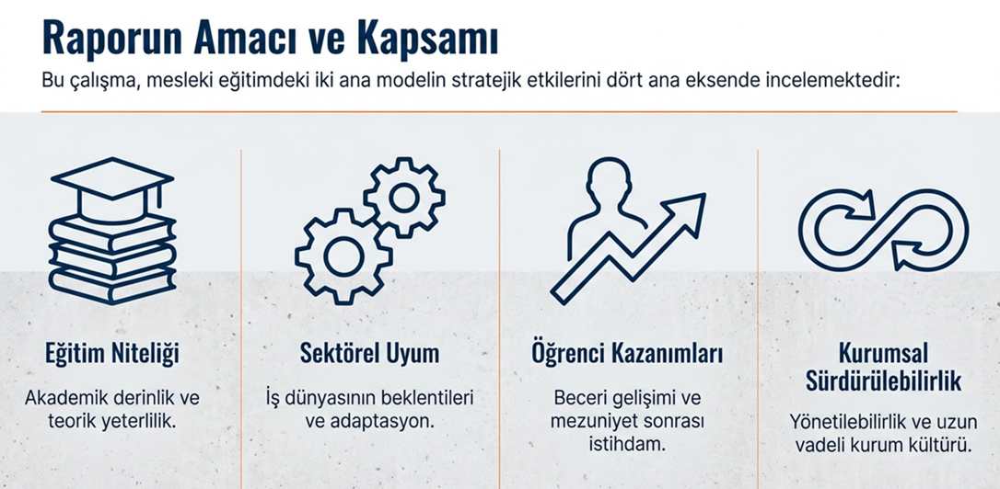 Raporun Amacı ve Kapsamı
Bu çalışma, mesleki eğitimdeki iki ana modelin stratejik etkilerini dört ana eksende incelemektedir:
Eğitim Niteliği
Akademik derinlik ve
teorik yeterlilik.
Sektörel Uyum
İş dünyasının beklentileri
ve adaptasyon.
Öğrenci Kazanımları
Beceri gelişimi ve
mezuniyet sonrası
istihdam.
Kurumsal
Sürdürülebilirlik
Yönetilebilirlik ve uzun
vadeli kurum kültürü.